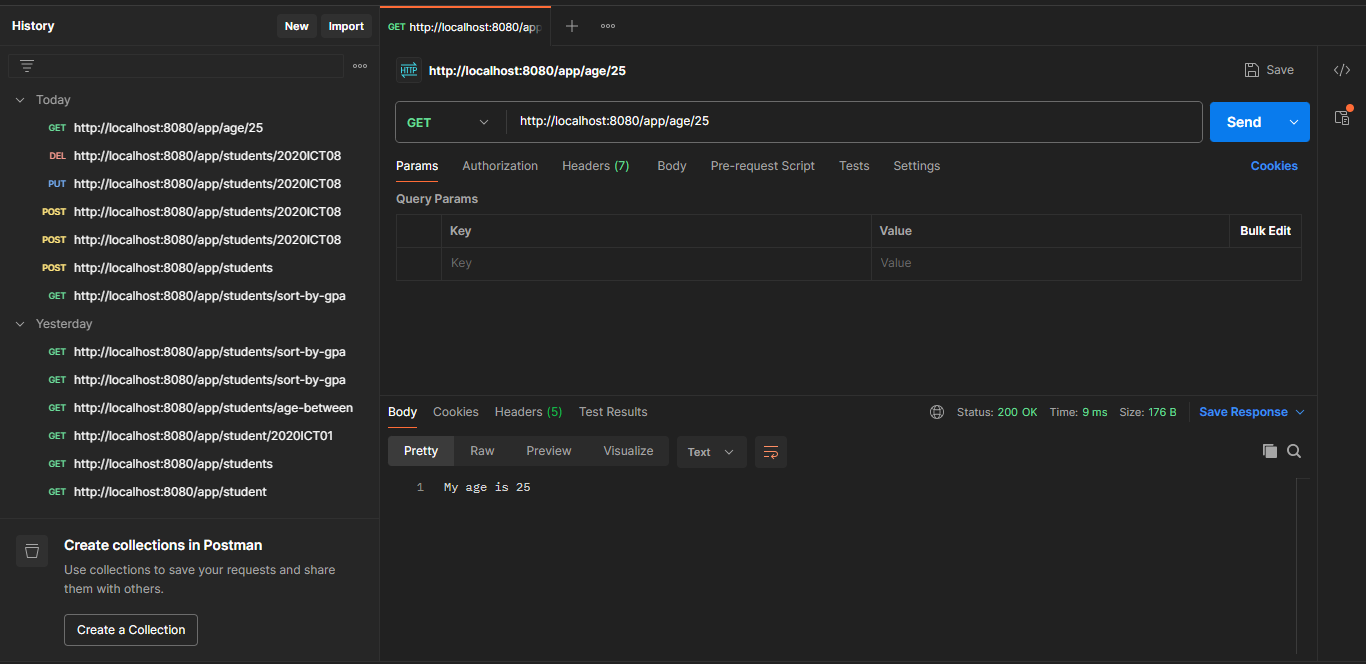 History
New
Import
Today
GET http://localhost:8080/app/age/25
DEL http://localhost:8080/app/students/2020ICT08
PUT http://localhost:8080/app/students/2020ICT08
POST http://localhost:8080/app/students/2020ICT08
POST http://localhost:8080/app/students/2020ICT08
POST http://localhost:8080/app/students
GET http://localhost:8080/app/students/sort-by-gpa
Yesterday
GET http://localhost:8080/app/students/sort-by-gpa
GET http://localhost:8080/app/students/sort-by-gpa
GET http://localhost:8080/app/students/age-between
GET http://localhost:8080/app/student/2020ICT01
GET http://localhost:8080/app/students
GET http://localhost:8080/app/student
Create collections in Postman
Use collections to save your requests and share
them with others.
Create a Collection
GET http://localhost:8080/app
HTTP http://localhost:8080/app/age/25
Save
GET http://localhost:8080/app/age/25
Send
Params Authorization Headers (7) Body Pre-request Script Tests Settings Cookies
Query Params
Key Value Bulk Edit
Key Value
Body Cookies Headers (5) Test Results Status: 200 OK Time: 9 ms Size: 176 B Save Response
Pretty Raw Preview Visualize Text
1 My age is 25